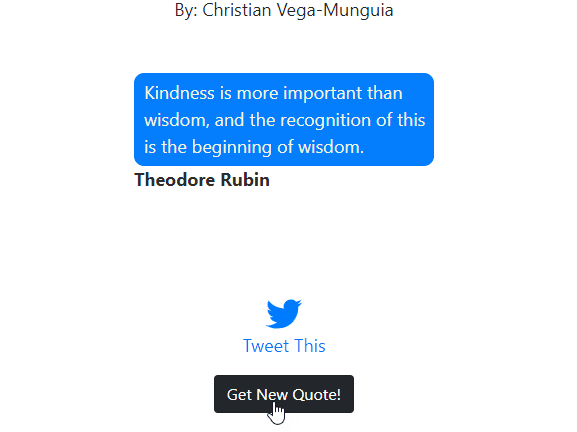 By: Christian Vega-Munguia
Kindness is more important than
wisdom, and the recognition of this
is the beginning of wisdom.
Theodore Rubin
Tweet This
Get New Quote!